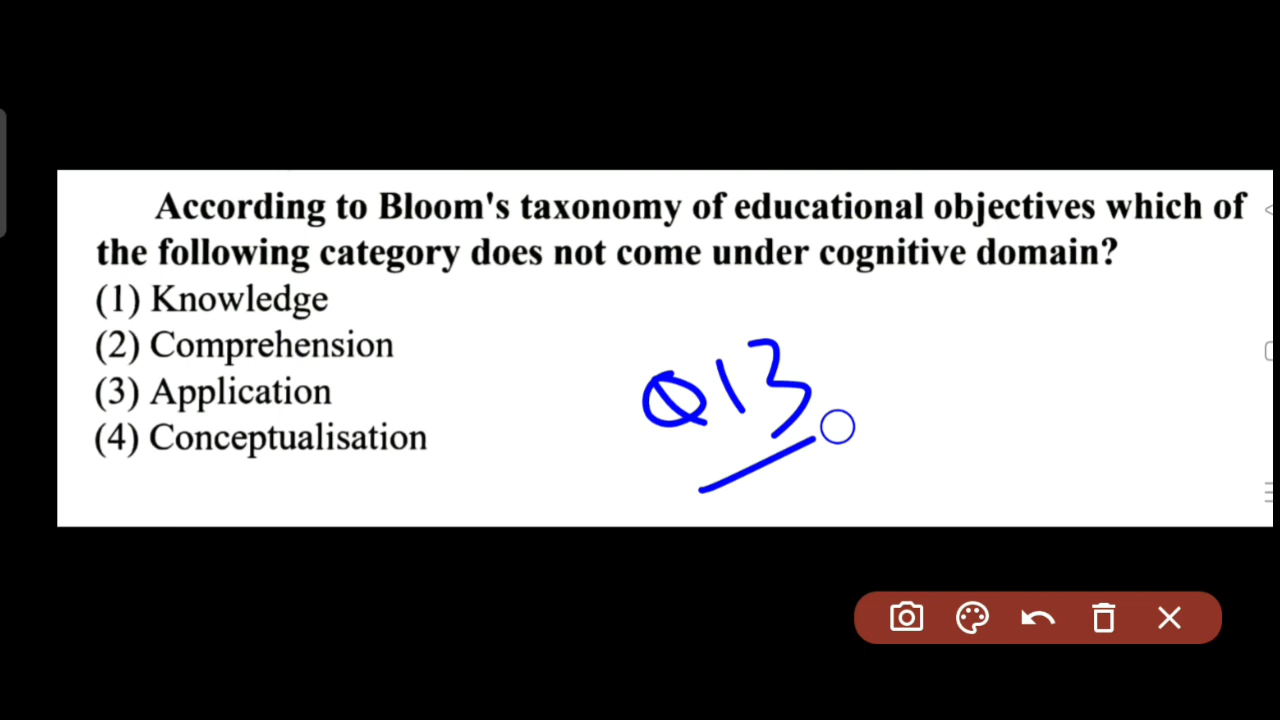 According to Bloom's taxonomy of educational objectives which of
the following category does not come under cognitive domain?
(1) Knowledge
(2) Comprehension
(3) Application
(4) Conceptualisation
Q13